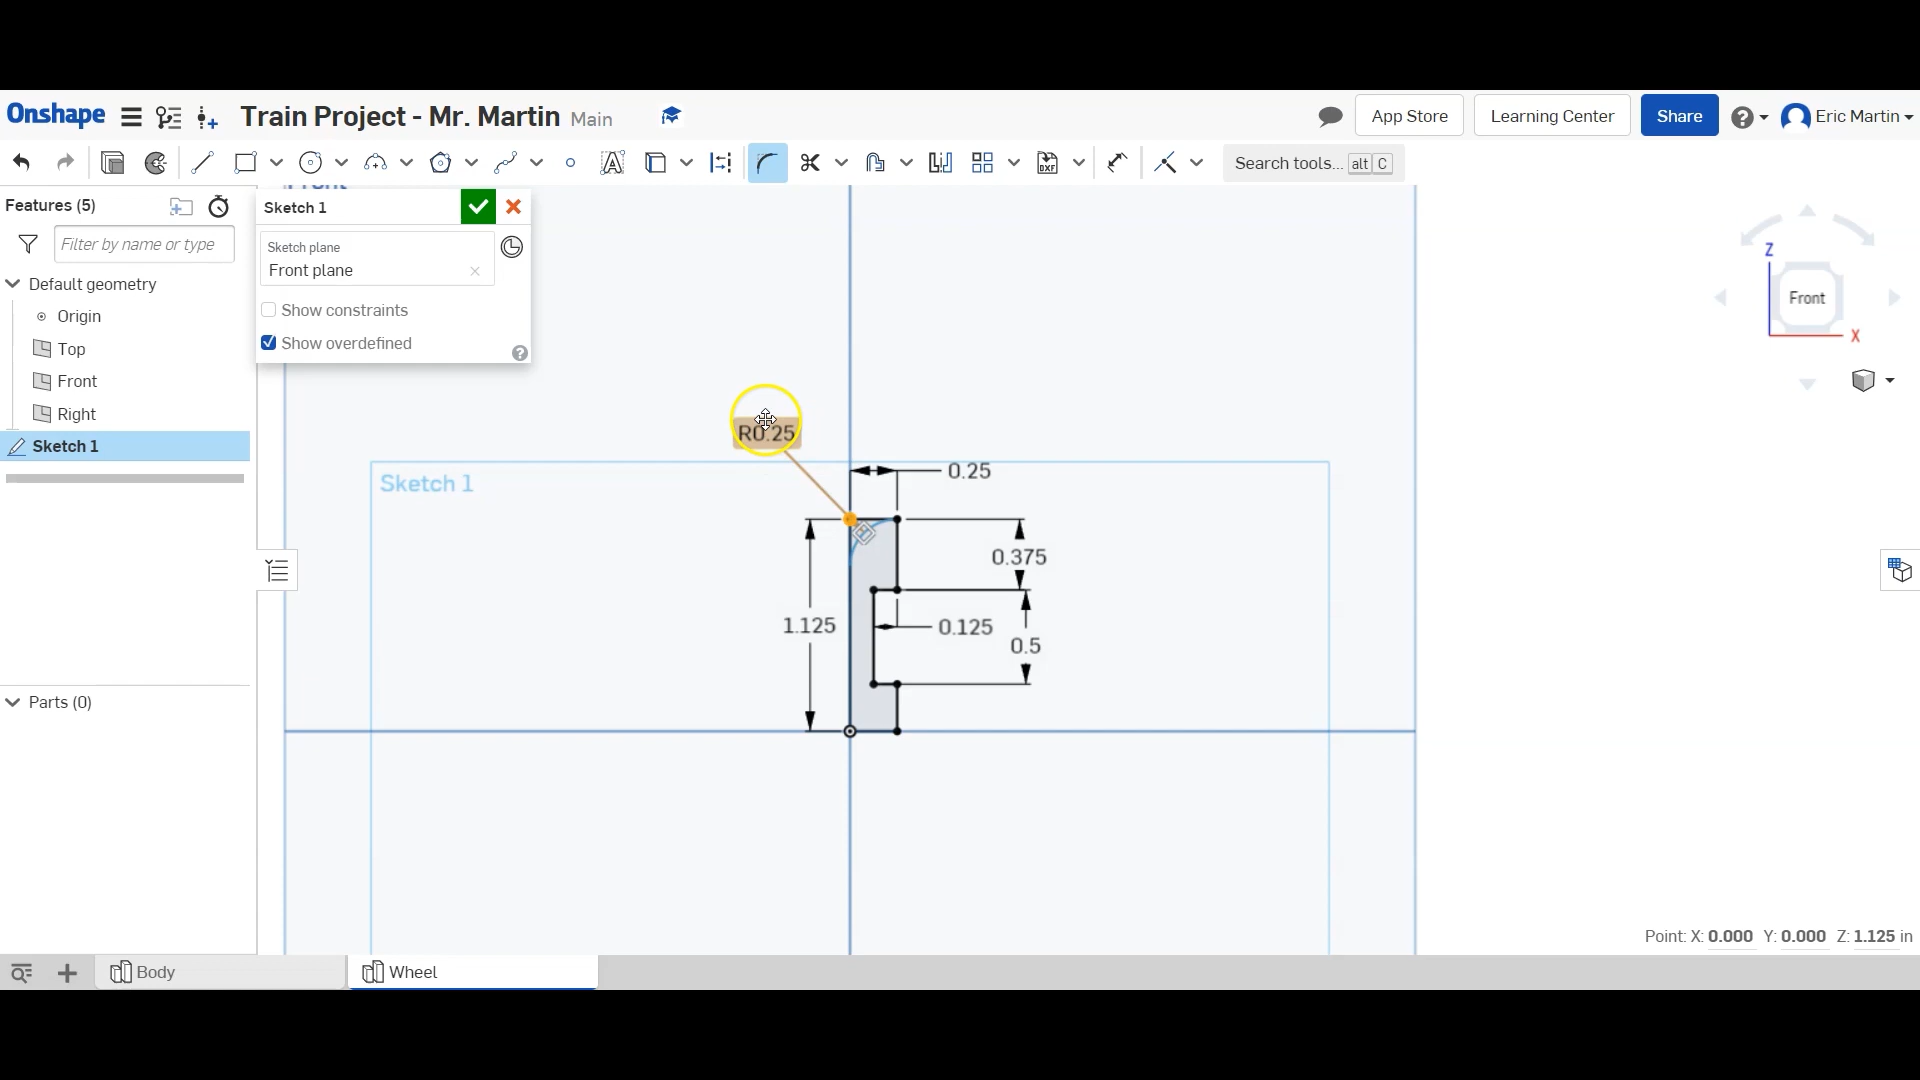 Onshape
Train Project - Mr. Martin Main
App Store
Learning Center
Share
Eric Martin
Search tools... alt C
Features (5)
Filter by name or type
Default geometry
Origin
Top
Front
Right
Sketch 1
Parts (0)
Front
Sketch 1
Sketch plane
Front plane
Show constraints
Show overdefined
Z
Front
X
R0.25
Sketch 1
0.25
0.375
1.125
0.125
0.5
Point: X: 0.000 Y: 0.000 Z: 1.125 in
Body
Wheel